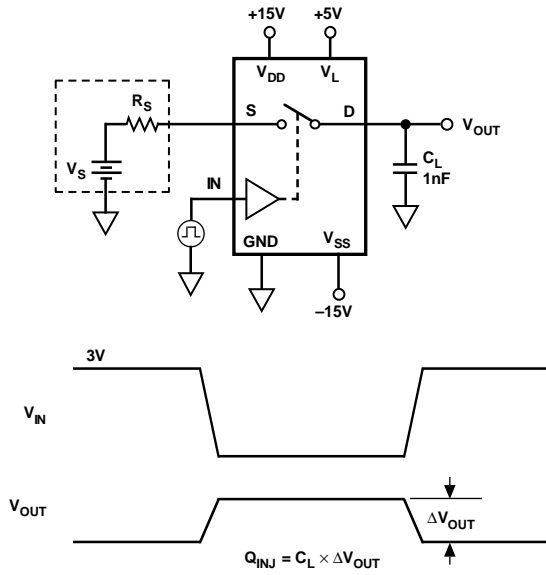 +15V +5V
V_DD V_L
R_S S D V_OUT
V_S IN C_L
1nF
GND V_SS
–15V
3V
V_IN
V_OUT ΔV_OUT
Q_INJ = C_L × ΔV_OUT